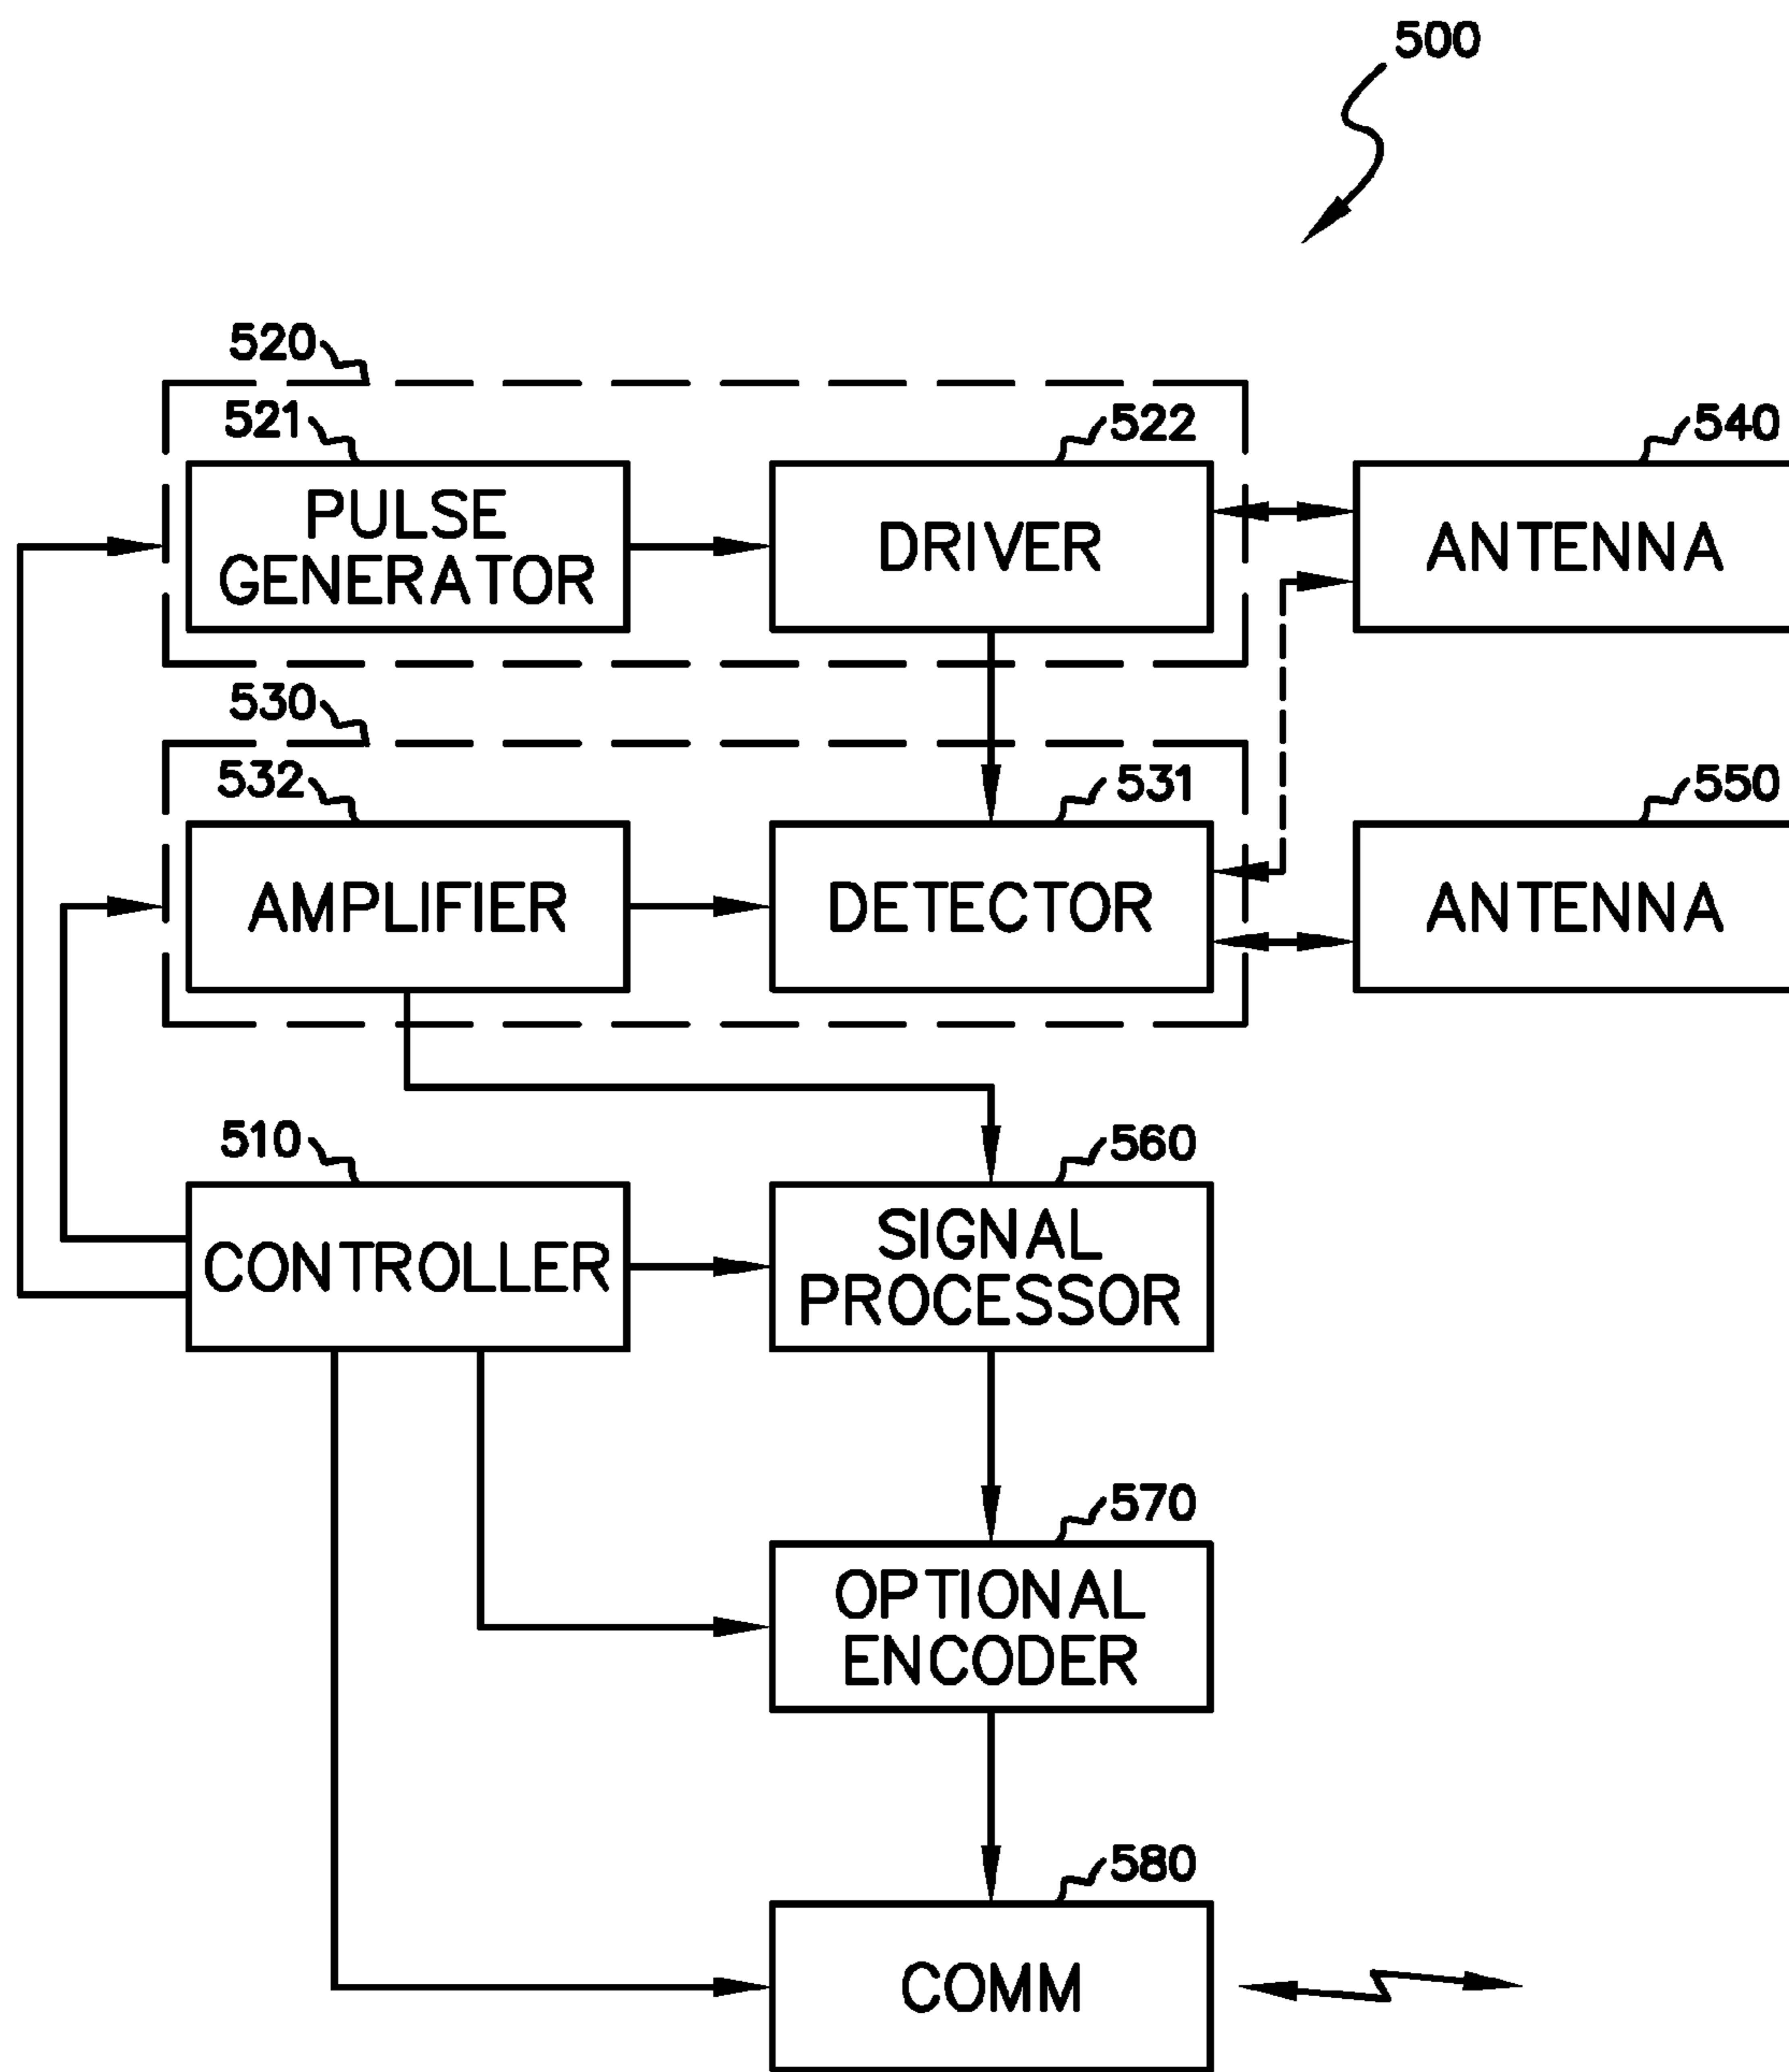 500
520
521
522
540
PULSE
GENERATOR
DRIVER
ANTENNA
530
532
531
550
AMPLIFIER
DETECTOR
ANTENNA
510
560
CONTROLLER
SIGNAL
PROCESSOR
570
OPTIONAL
ENCODER
580
COMM